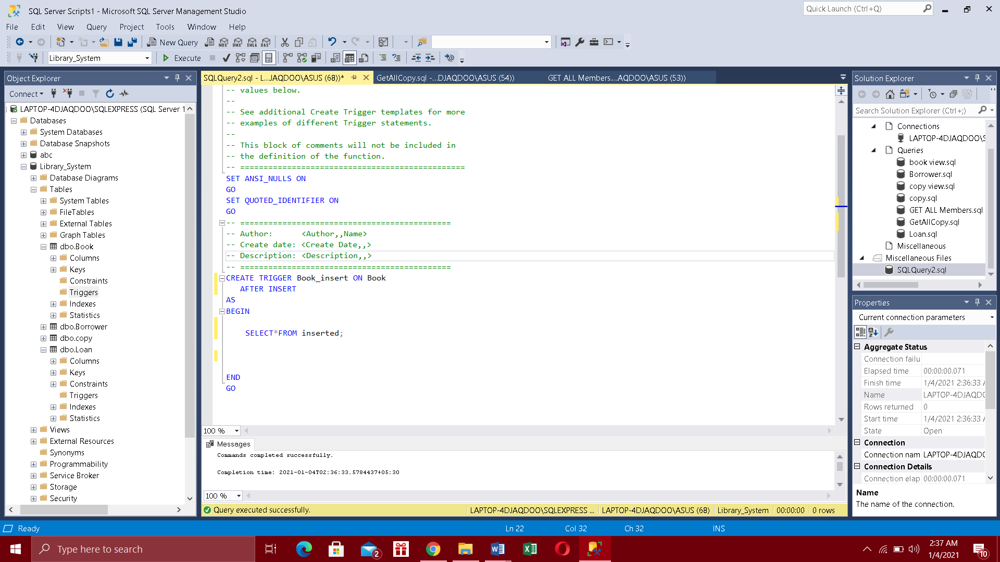 SQL Server Scripts1 - Microsoft SQL Server Management Studio
Quick Launch (Ctrl+Q)
File Edit View Query Project Tools Window Help
New Query
MDX DMX XMLA DAX
Library_System
Execute
Object Explorer
Connect
LAPTOP-4DJAQDOO\SQLEXPRESS (SQL Server 1
Databases
System Databases
Database Snapshots
abc
Library_System
Database Diagrams
Tables
System Tables
FileTables
External Tables
Graph Tables
dbo.Book
Columns
Keys
Constraints
Triggers
Indexes
Statistics
dbo.Borrower
dbo.copy
dbo.Loan
Columns
Keys
Constraints
Triggers
Indexes
Statistics
Views
External Resources
Synonyms
Programmability
Service Broker
Storage
Security
SQLQuery2.sql - L...JAQDOO\ASUS (68))*
GetAllCopy.sql -...DJAQDOO\ASUS (54))
GET ALL Members....AQDOO\ASUS (53))
-- values below.
--
-- See additional Create Trigger templates for more
-- examples of different Trigger statements.
--
-- This block of comments will not be included in
-- the definition of the function.
-- ================================================
SET ANSI_NULLS ON
GO
SET QUOTED_IDENTIFIER ON
GO
-- =============================================
-- Author: <Author,,Name>
-- Create date: <Create Date,,>
-- Description: <Description,,>
-- =============================================
CREATE TRIGGER Book_insert ON Book
AFTER INSERT
AS
BEGIN
SELECT*FROM inserted;
END
GO
100 %
Messages
Commands completed successfully.
Completion time: 2021-01-04T02:36:33.5784437+05:30
100 %
Query executed successfully.
LAPTOP-4DJAQDOO\SQLEXPRESS ...
LAPTOP-4DJAQDOO\ASUS (68)
Library_System
00:00:00
0 rows
Solution Explorer
Search Solution Explorer (Ctrl+;)
Connections
LAPTOP-4DJAQDOO\S
Queries
book view.sql
Borrower.sql
copy view.sql
copy.sql
GET ALL Members.sql
GetAllCopy.sql
Loan.sql
Miscellaneous
Miscellaneous Files
SQLQuery2.sql
Properties
Current connection parameters
Aggregate Status
Connection failu
Elapsed time 00:00:00.071
Finish time 1/4/2021 2:36:33 A
Name LAPTOP-4DJAQDO
Rows returned 0
Start time 1/4/2021 2:36:33 A
State Open
Connection
Connection nam LAPTOP-4DJAQDO
Connection Details
Connection elap 00:00:00.071
Name
The name of the connection.
Ready
Ln 22
Col 32
Ch 32
INS
Type here to search
2
2:37 AM
1/4/2021
10